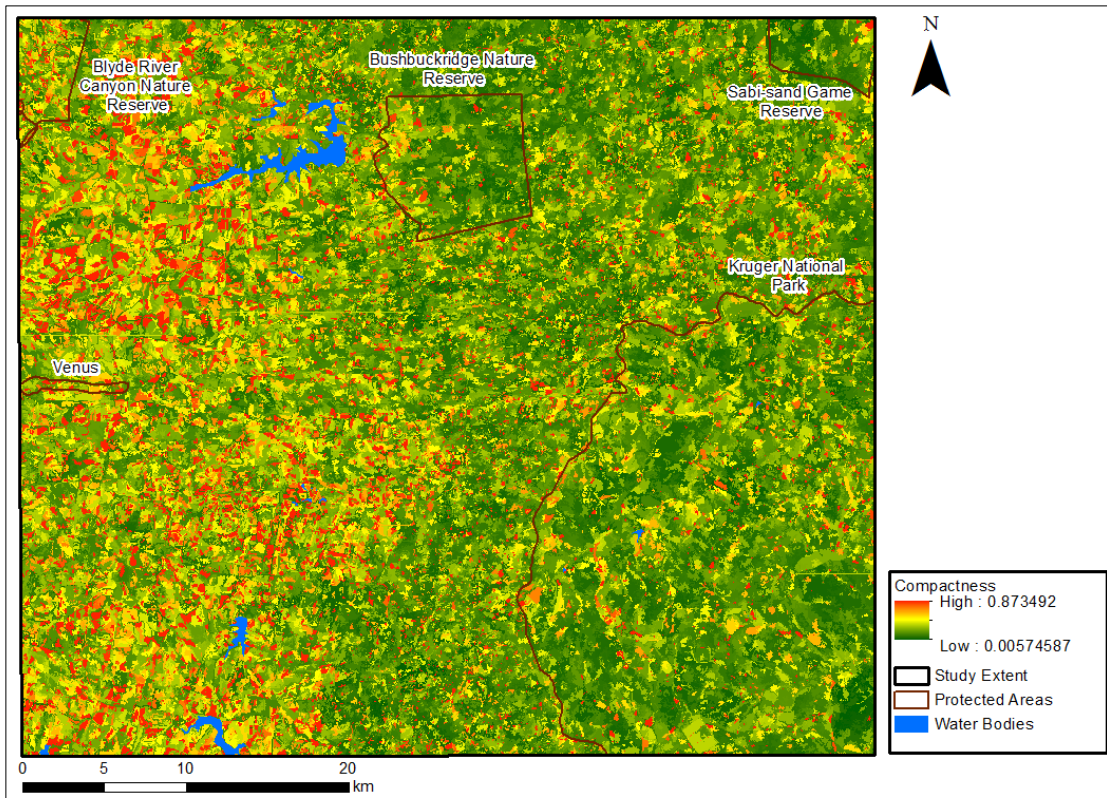 N
Blyde River
Canyon Nature
Reserve
Bushbuckridge Nature
Reserve
Sabi-sand Game
Reserve
Kruger National
Park
Venus
Compactness
High : 0.873492
Low : 0.00574587
Study Extent
Protected Areas
Water Bodies
0 5 10 20
km